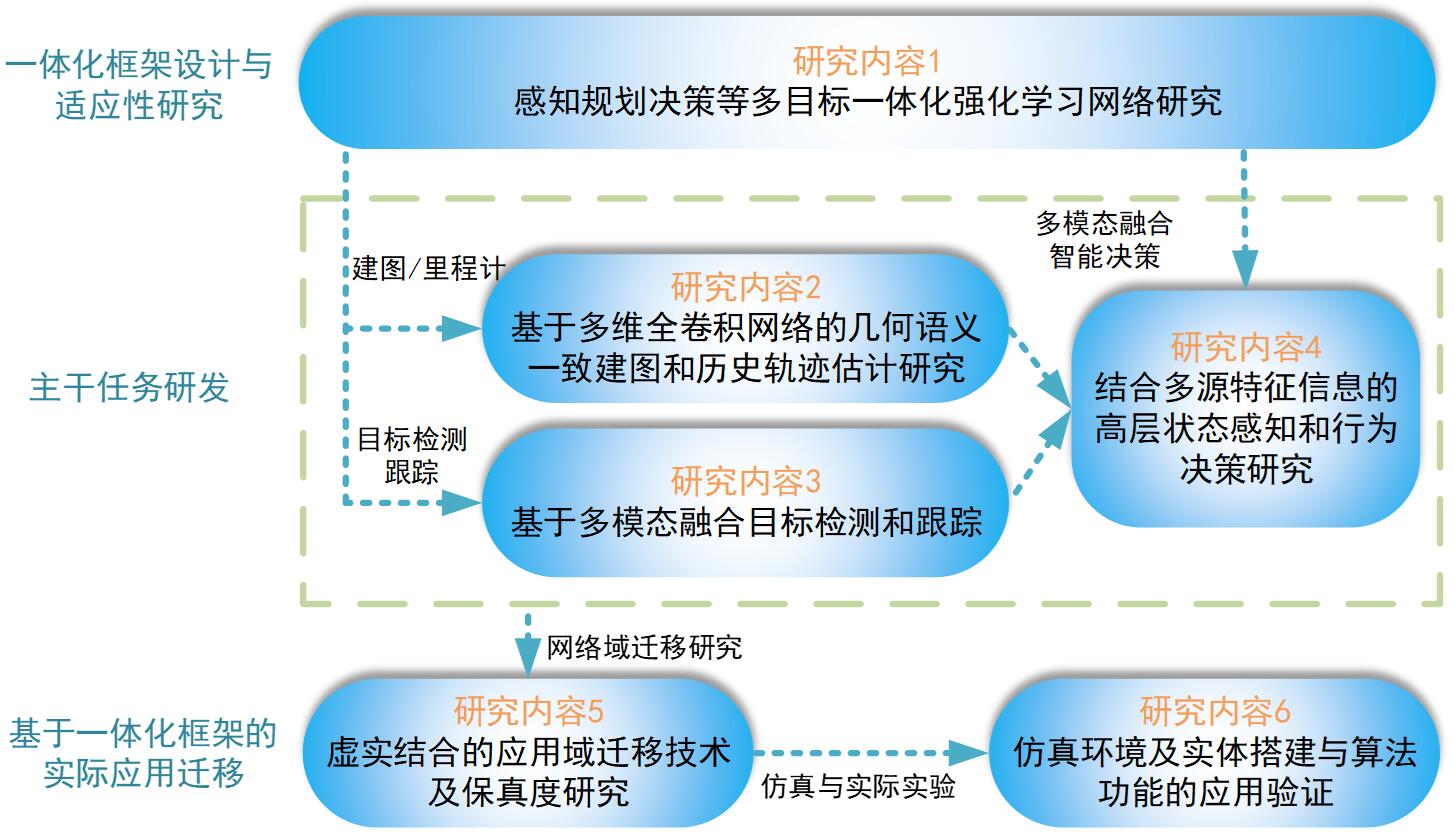 一体化框架设计与
适应性研究
研究内容1
感知规划决策等多目标一体化强化学习网络研究
主干任务研发
建图/里程计
研究内容2
基于多维全卷积网络的几何语义
一致建图和历史轨迹估计研究
目标检测
跟踪
研究内容3
基于多模态融合目标检测和跟踪
多模态融合
智能决策
研究内容4
结合多源特征信息的
高层状态感知和行为
决策研究
网络域迁移研究
基于一体化框架的
实际应用迁移
研究内容5
虚实结合的应用域迁移技术
及保真度研究
仿真与实际实验
研究内容6
仿真环境及实体搭建与算法
功能的应用验证